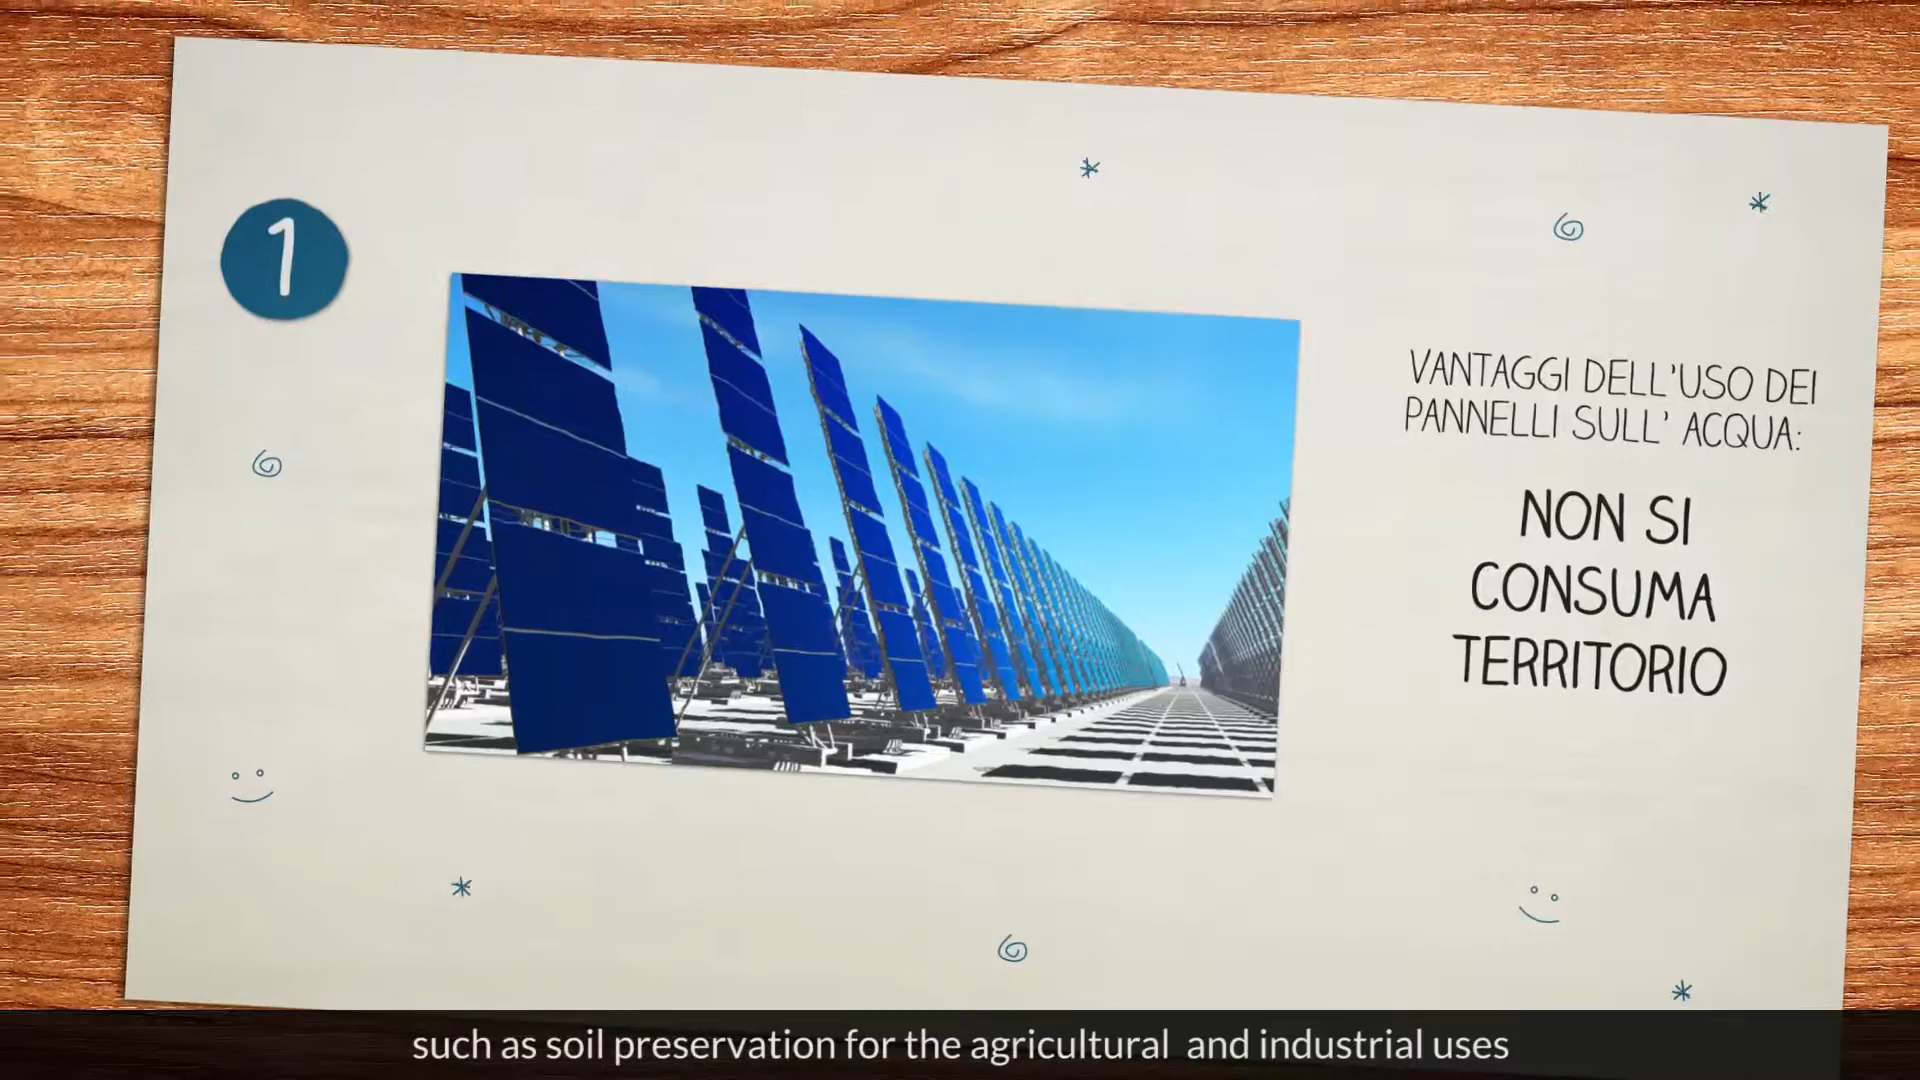 1
VANTAGGI DELL'USO DEI
PANNELLI SULL' ACQUA:
NON SI
CONSUMA
TERRITORIO
such as soil preservation for the agricultural  and industrial uses